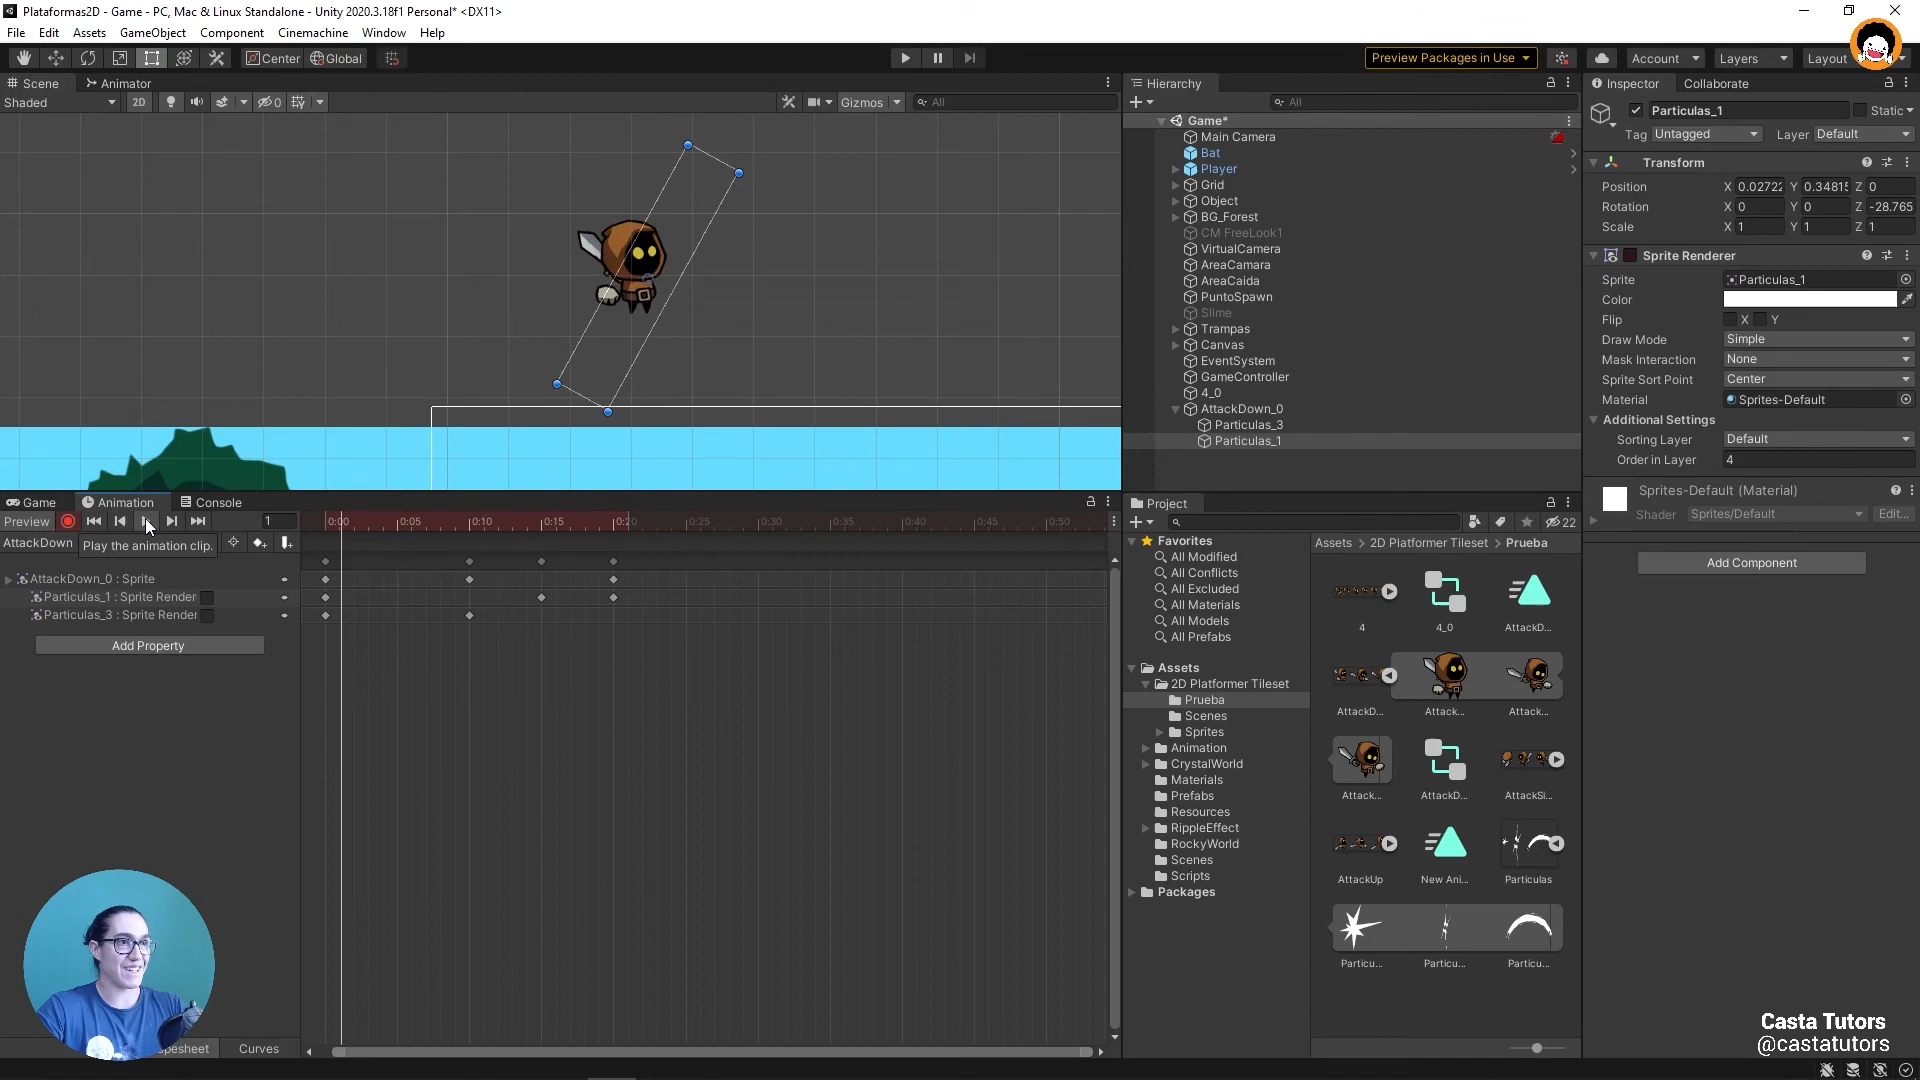 Plataformas2D - Game - PC, Mac & Linux Standalone - Unity 2020.3.18f1 Personal* <DX11>
File Edit Assets GameObject Component Cinemachine Window Help
Center Global Preview Packages in Use Account Layers Layout
Scene Animator
Shaded 2D 0 Gizmos All
Hierarchy
All
Game*
Main Camera
Bat
Player
Grid
Object
BG_Forest
CM FreeLook1
VirtualCamera
AreaCamara
AreaCaida
PuntoSpawn
Slime
Trampas
Canvas
EventSystem
GameController
4_0
AttackDown_0
Particulas_3
Particulas_1
Inspector Collaborate
Particulas_1 Static
Tag Untagged Layer Default
Transform
Position X 0.02722 Y 0.34815 Z 0
Rotation X 0 Y 0 Z -28.765
Scale X 1 Y 1 Z 1
Sprite Renderer
Sprite Particulas_1
Color
Flip X Y
Draw Mode Simple
Mask Interaction None
Sprite Sort Point Center
Material Sprites-Default
Additional Settings
Sorting Layer Default
Order in Layer 4
Sprites-Default (Material)
Shader Sprites/Default Edit...
Add Component
Game Animation Console
Preview 1 0:00 0:05 0:10 0:15 0:20 0:25 0:30 0:35 0:40 0:45 0:50
AttackDown
Play the animation clip.
AttackDown_0 : Sprite
Particulas_1 : Sprite Render
Particulas_3 : Sprite Render
Add Property
pesheet Curves
Project
22
Favorites
All Modified
All Conflicts
All Excluded
All Materials
All Models
All Prefabs
Assets
2D Platformer Tileset
Prueba
Scenes
Sprites
Animation
CrystalWorld
Materials
Prefabs
Resources
RippleEffect
RockyWorld
Scenes
Scripts
Packages
Assets > 2D Platformer Tileset > Prueba
4 4_0 AttackD...
AttackD... Attack... Attack...
Attack... AttackD... AttackSi...
AttackUp New Ani... Particulas
Particu... Particu... Particu...
Casta Tutors
@castatutors